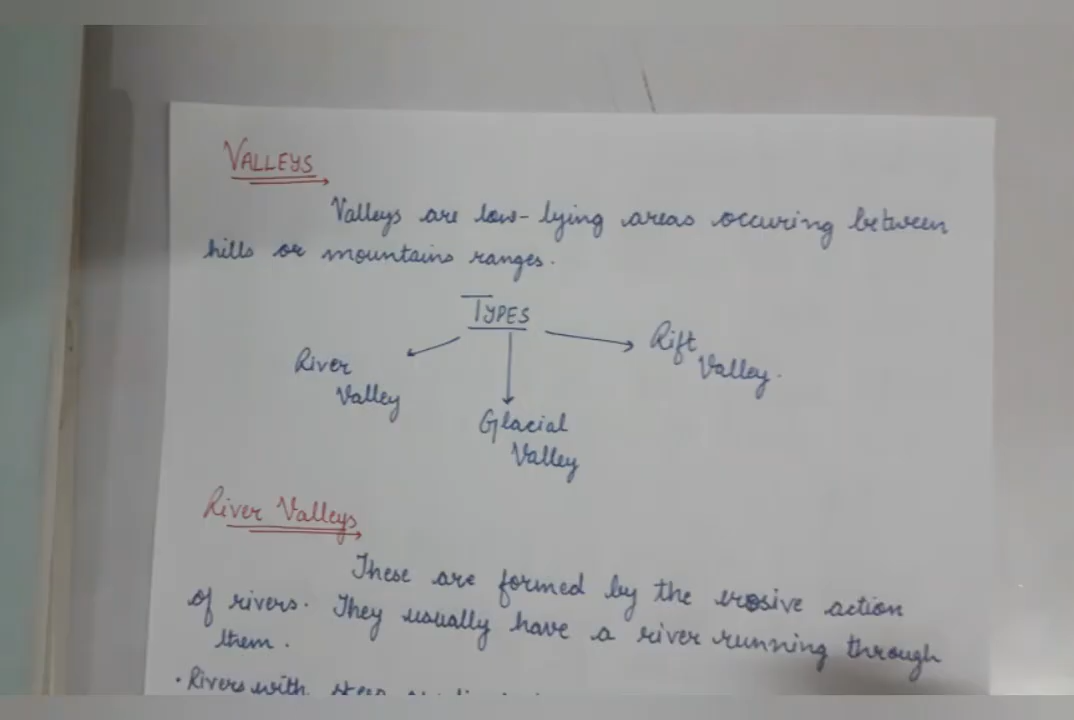 VALLEYS
Valleys are low-lying areas occuring between
hills or mountains ranges.
TYPES
River
Valley
Glacial
Valley
Rift
Valley.
River Valleys
These are formed by the erosive action
of rivers. They usually have a river running through
them.
• Rivers with steep